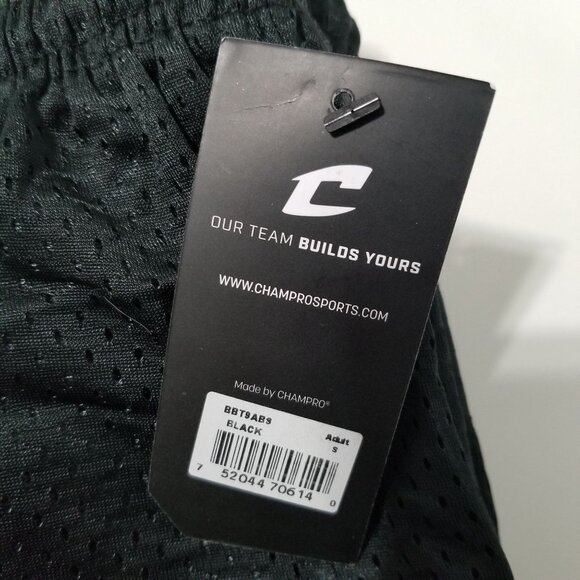 C
OUR TEAM BUILDS YOURS
WWW.CHAMPROSPORTS.COM
Made by CHAMPRO®
BBT9ABS Adult
BLACK S
7 52044 70614 0